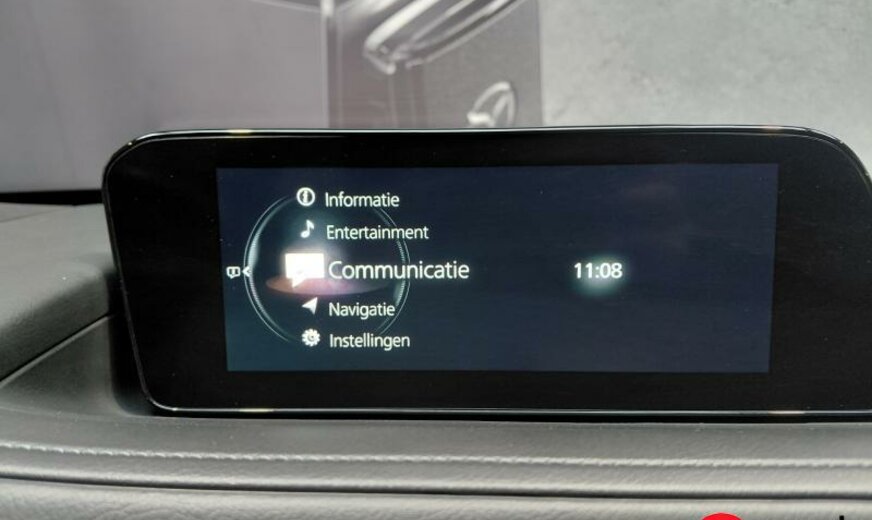 Informatie
Entertainment
Communicatie
11:08
Navigatie
Instellingen